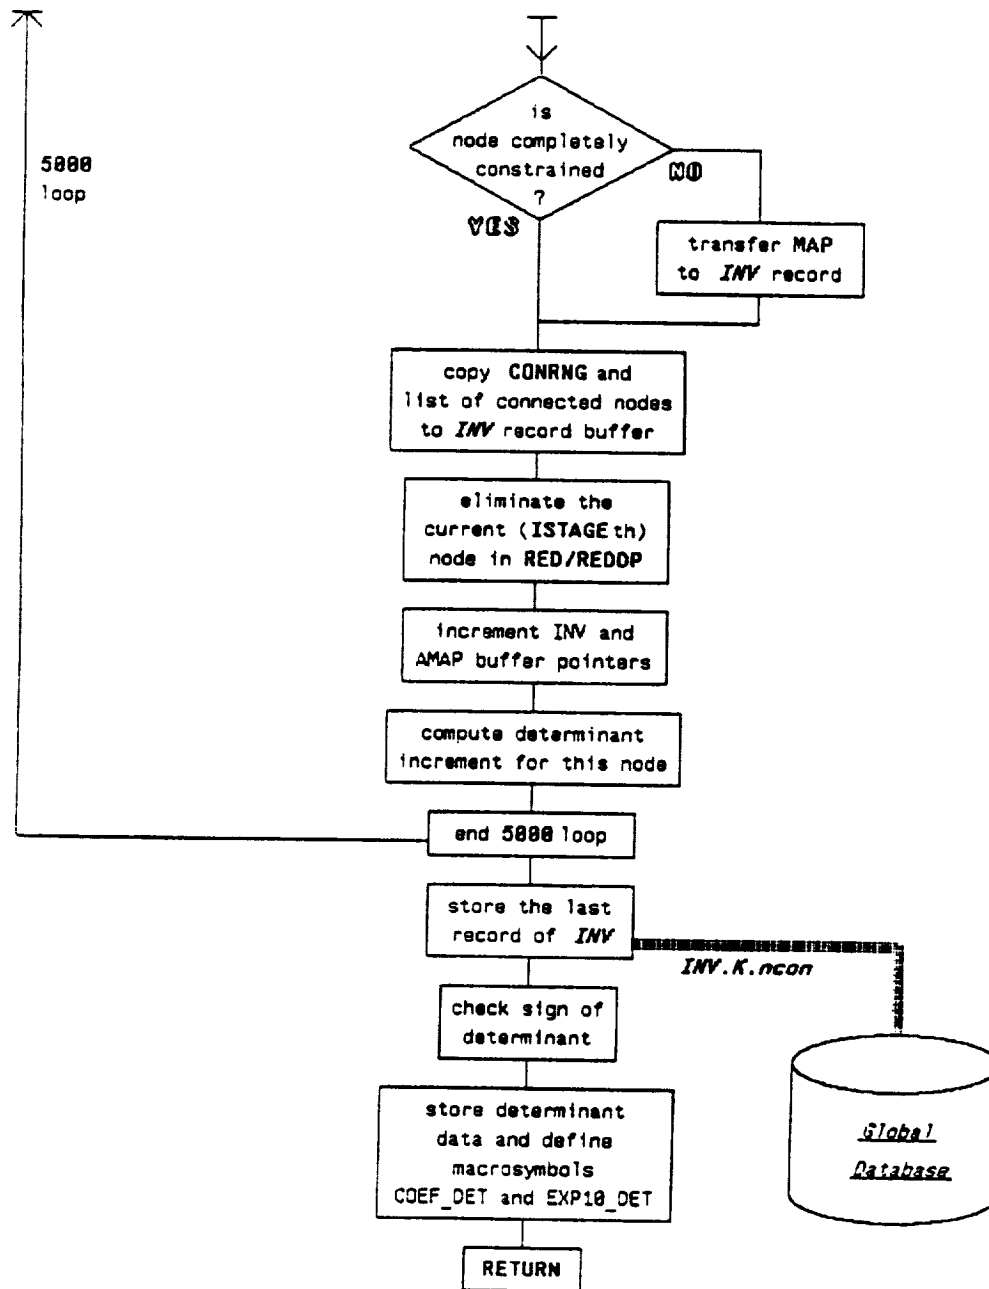 5000
loop
is
node completely
constrained
?
NO
YES
transfer MAP
to INV record
copy CONRNG and
list of connected nodes
to INV record buffer
eliminate the
current (ISTAGEth)
node in RED/REDDP
increment INV and
AMAP buffer pointers
compute determinant
increment for this node
end 5000 loop
store the last
record of INV
INV.K.ncon
check sign of
determinant
Global
Database
store determinant
data and define
macrosymbols
COEF_DET and EXP10_DET
RETURN